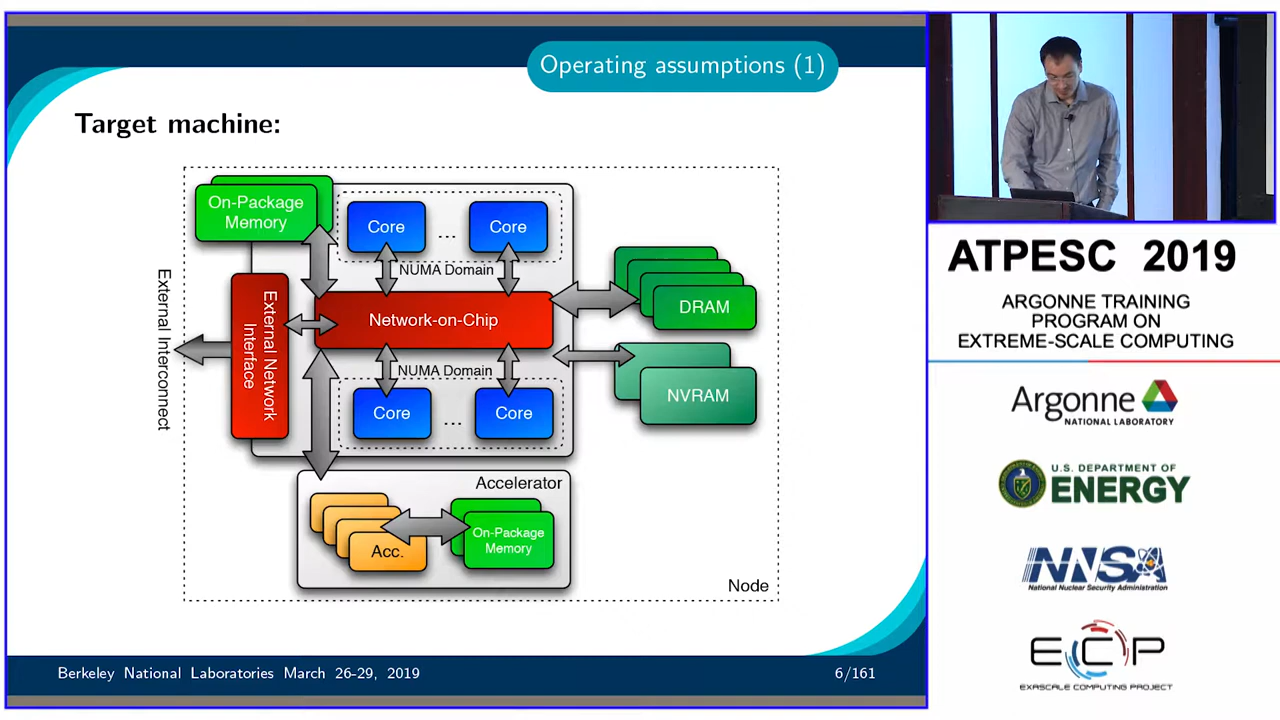 Operating assumptions (1)
Target machine:
On-Package
Memory
Core
...
Core
NUMA Domain
External Interconnect
External Network
Interface
Network-on-Chip
DRAM
NUMA Domain
NVRAM
Core
...
Core
Accelerator
Acc.
On-Package
Memory
Node
Berkeley National Laboratories March 26-29, 2019
6/161
ATPESC 2019
ARGONNE TRAINING
PROGRAM ON
EXTREME-SCALE COMPUTING
Argonne
NATIONAL LABORATORY
U.S. DEPARTMENT OF
ENERGY
NNSA
National Nuclear Security Administration
ECP
EXASCALE COMPUTING PROJECT